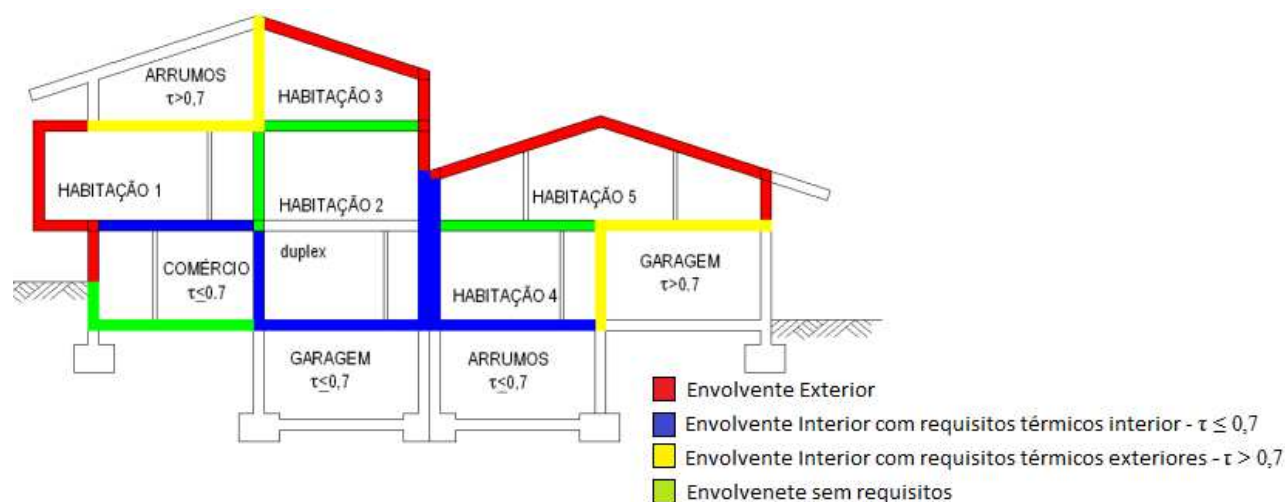 ARRUMOS
τ>0,7
HABITAÇÃO 3
HABITAÇÃO 1
HABITAÇÃO 2
HABITAÇÃO 5
COMÉRCIO
τ≤0.7
duplex
HABITAÇÃO 4
GARAGEM
τ>0.7
GARAGEM
τ≤0,7
ARRUMOS
τ≤0,7
Envolvente Exterior
Envolvente Interior com requisitos térmicos interior - τ ≤ 0,7
Envolvente Interior com requisitos térmicos exteriores - τ > 0,7
Envolvenete sem requisitos